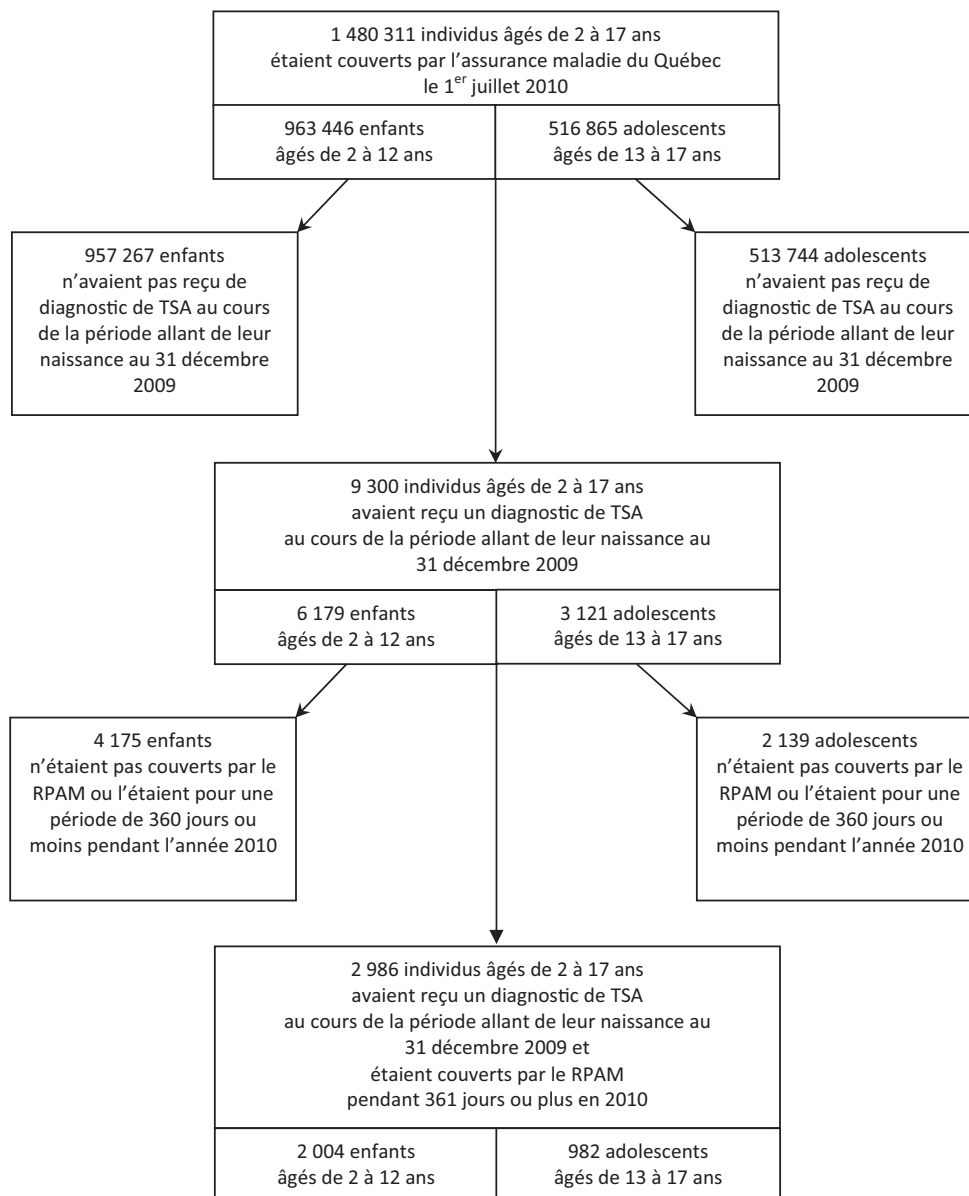 1 480 311 individus âgés de 2 à 17 ans
étaient couverts par l’assurance maladie du Québec
le 1er juillet 2010
963 446 enfants
âgés de 2 à 12 ans
516 865 adolescents
âgés de 13 à 17 ans
957 267 enfants
n’avaient pas reçu de
diagnostic de TSA au cours
de la période allant de leur
naissance au 31 décembre
2009
513 744 adolescents
n’avaient pas reçu de
diagnostic de TSA au cours
de la période allant de leur
naissance au 31 décembre
2009
9 300 individus âgés de 2 à 17 ans
avaient reçu un diagnostic de TSA
au cours de la période allant de leur naissance au
31 décembre 2009
6 179 enfants
âgés de 2 à 12 ans
3 121 adolescents
âgés de 13 à 17 ans
4 175 enfants
n’étaient pas couverts par le
RPAM ou l’étaient pour une
période de 360 jours ou
moins pendant l’année 2010
2 139 adolescents
n’étaient pas couverts par le
RPAM ou l’étaient pour une
période de 360 jours ou
moins pendant l’année 2010
2 986 individus âgés de 2 à 17 ans
avaient reçu un diagnostic de TSA
au cours de la période allant de leur naissance au
31 décembre 2009 et
étaient couverts par le RPAM
pendant 361 jours ou plus en 2010
2 004 enfants
âgés de 2 à 12 ans
982 adolescents
âgés de 13 à 17 ans